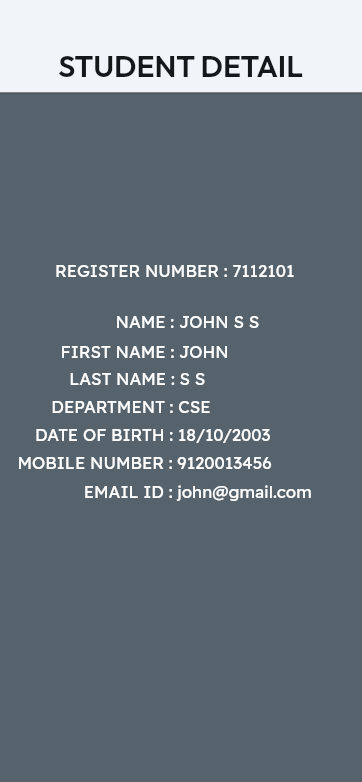 STUDENT DETAIL
REGISTER NUMBER : 7112101
NAME : JOHN S S
FIRST NAME : JOHN
LAST NAME : S S
DEPARTMENT : CSE
DATE OF BIRTH : 18/10/2003
MOBILE NUMBER : 9120013456
EMAIL ID : john@gmail.com